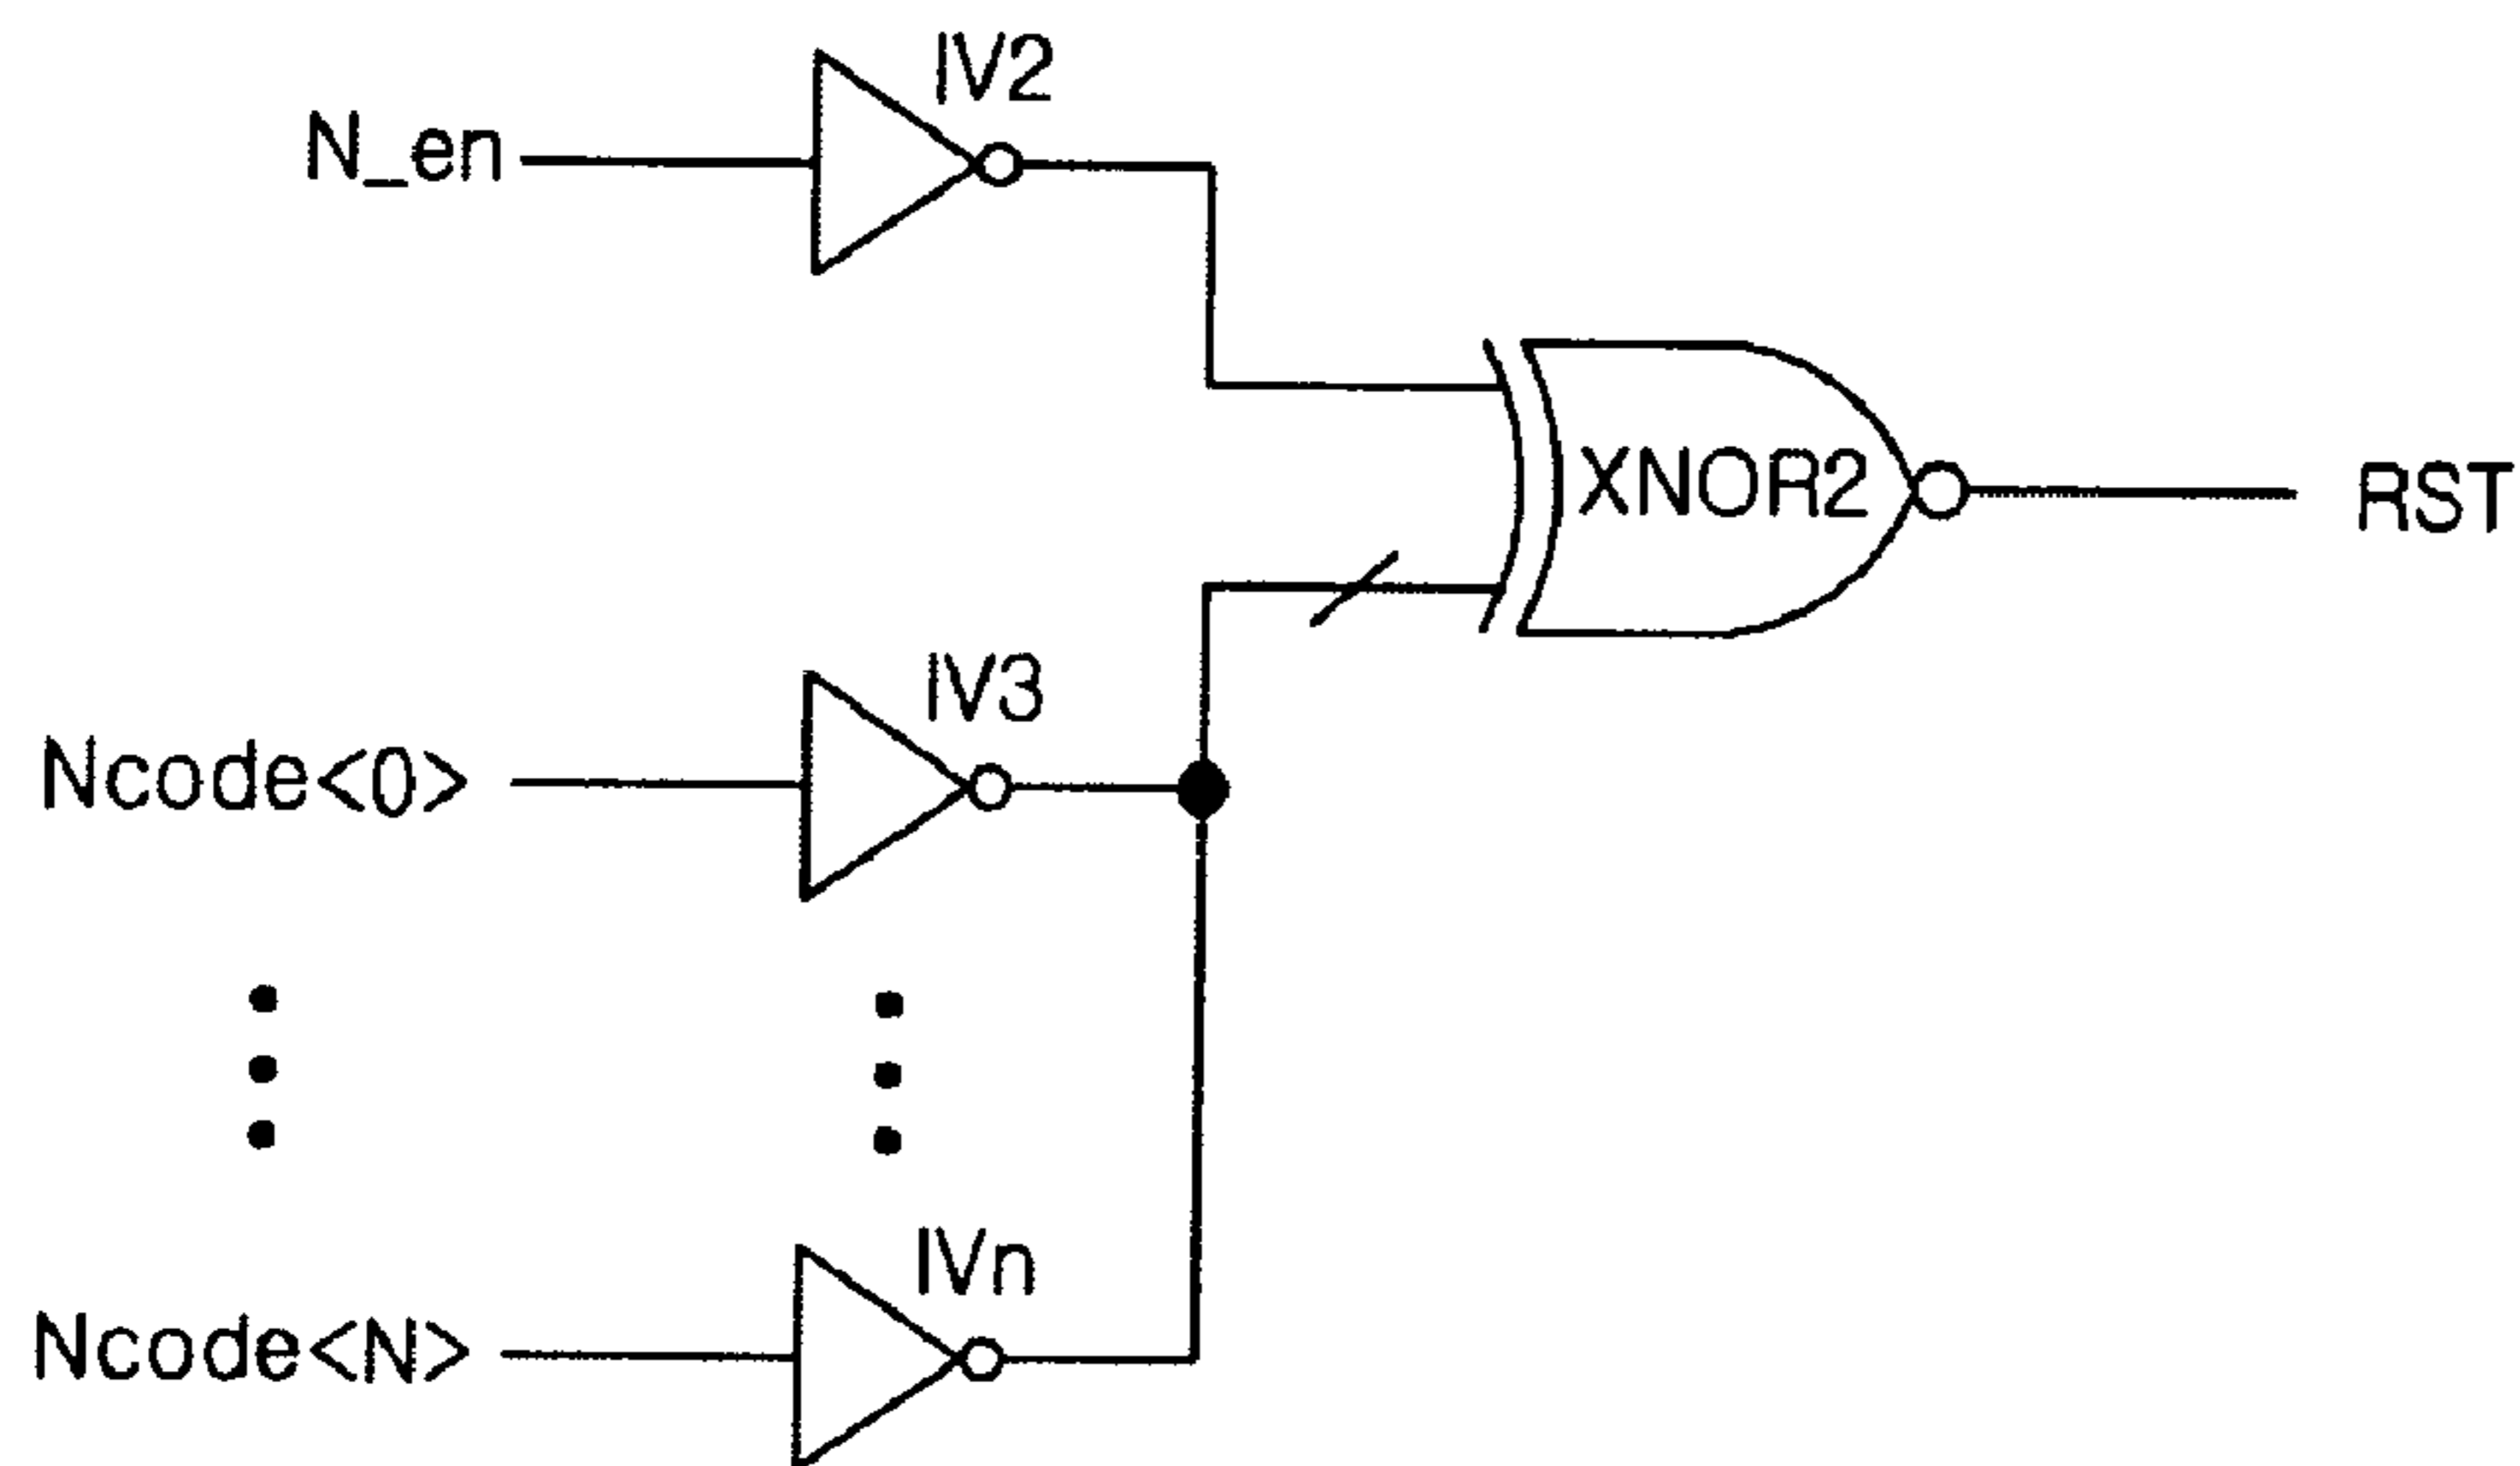 IV2
N_en
XNOR2
RST
IV3
Ncode<0>
IVn
Ncode<N>